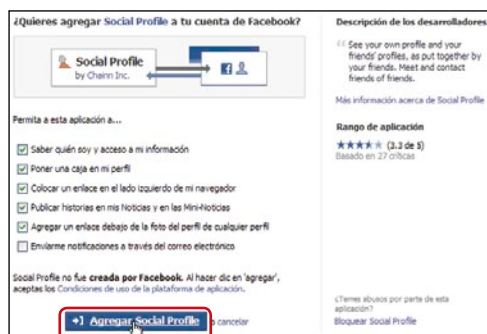 ¿Quieres agregar Social Profile a tu cuenta de Facebook?
Social Profile
by Chainn Inc.
Permita a esta aplicación a...
Saber quién soy y acceso a mi información
Poner una caja en mi perfil
Colocar un enlace en el lado izquierdo de mi navegador
Publicar historias en mis Noticias y en las Mini-Noticias
Agregar un enlace debajo de la foto del perfil de cualquier perfil
Enviarme notificaciones a través del correo electrónico
Social Profile no fue creada por Facebook. Al hacer clic en 'agregar',
aceptas los Condiciones de uso de la plataforma de aplicación.
Agregar Social Profile o cancelar
Descripción de los desarrolladores
See your own profile and your
friends' profiles, as put together by
your friends. Meet and contact
friends of friends.
Más información acerca de Social Profile
Rango de aplicación
(3.3 de 5)
Basado en 27 críticas
¿Temes abusos por parte de esta
aplicación?
Bloquear Social Profile